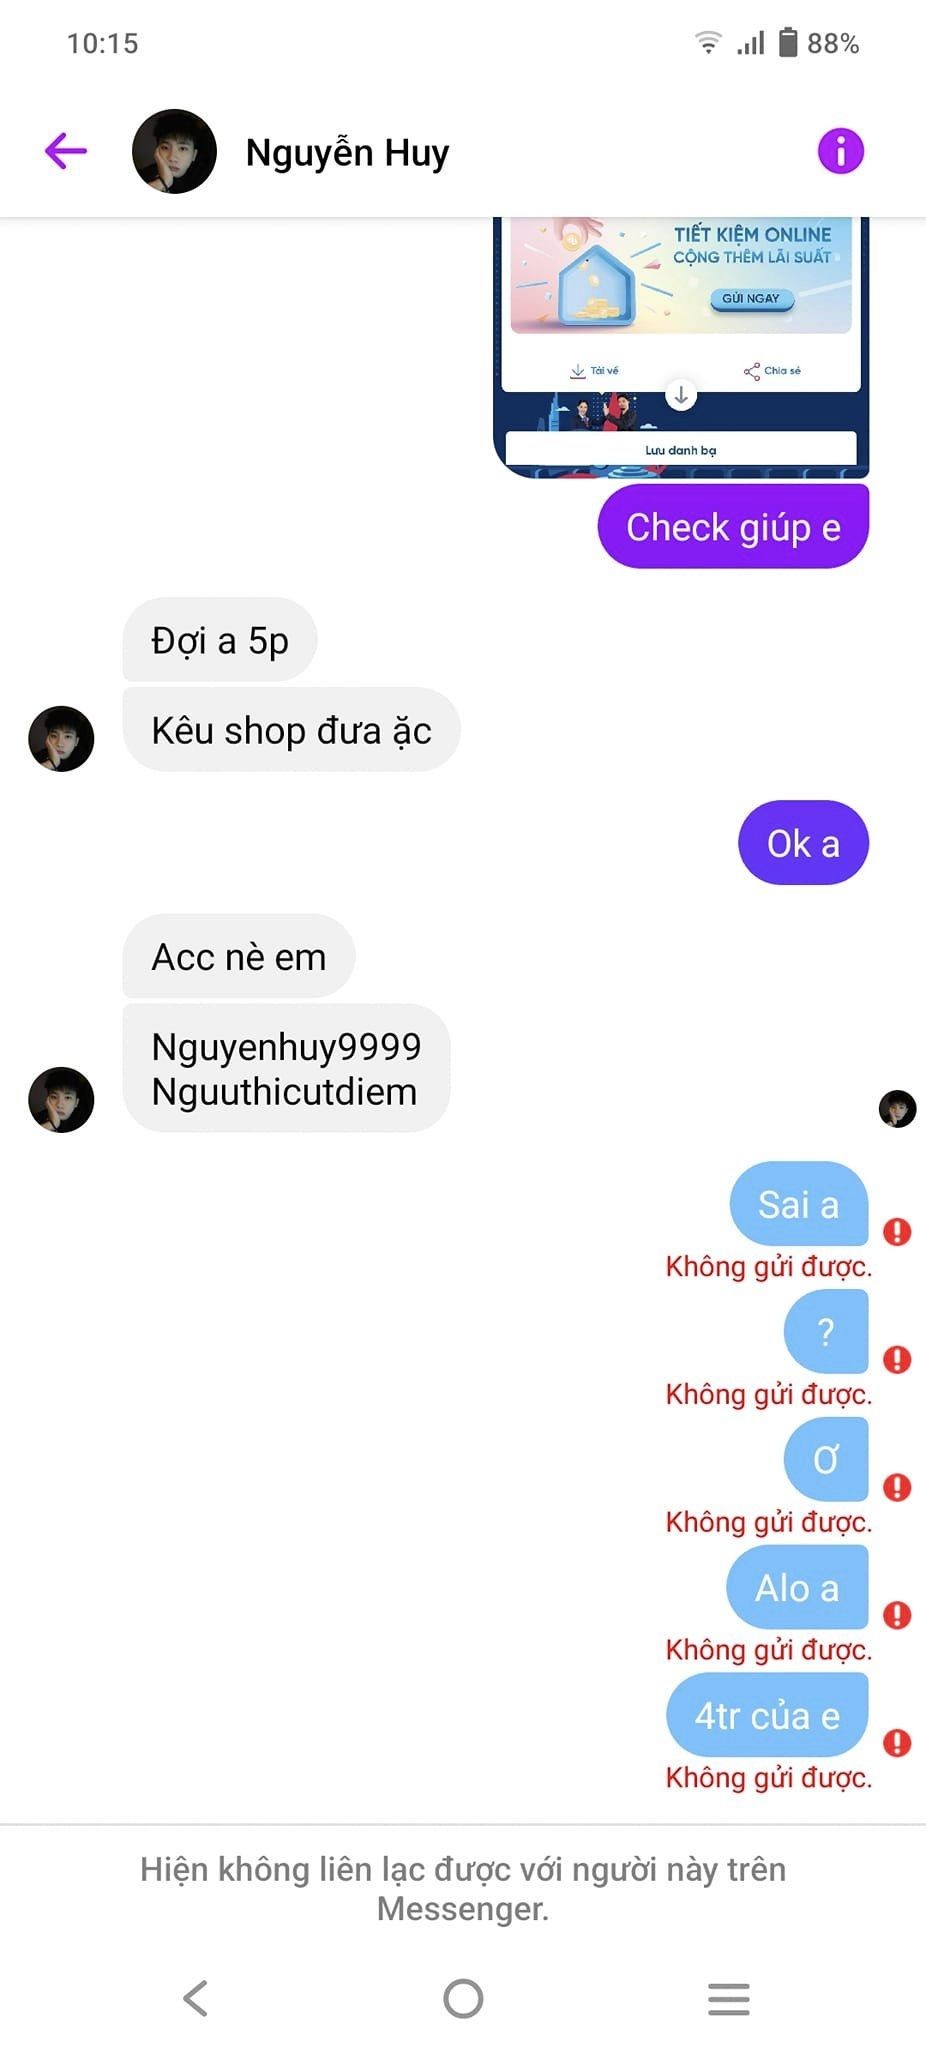 10:15
88%
Nguyễn Huy
TIẾT KIỆM ONLINE
CỘNG THÊM LÃI SUẤT
GỬI NGAY
Tải về
Chia sẻ
Lưu danh bạ
Check giúp e
Đợi a 5p
Kêu shop đưa ặc
Ok a
Acc nè em
Nguyenhuy9999
Nguuthicutdiem
Sai a
Không gửi được.
?
Không gửi được.
Ơ
Không gửi được.
Alo a
Không gửi được.
4tr của e
Không gửi được.
Hiện không liên lạc được với người này trên
Messenger.